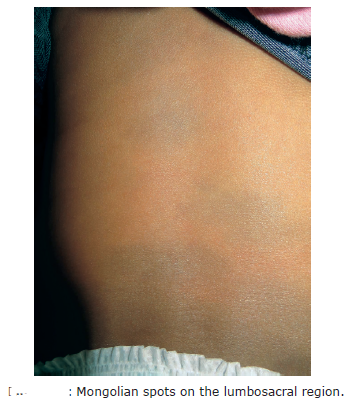 : Mongolian spots on the lumbosacral region.